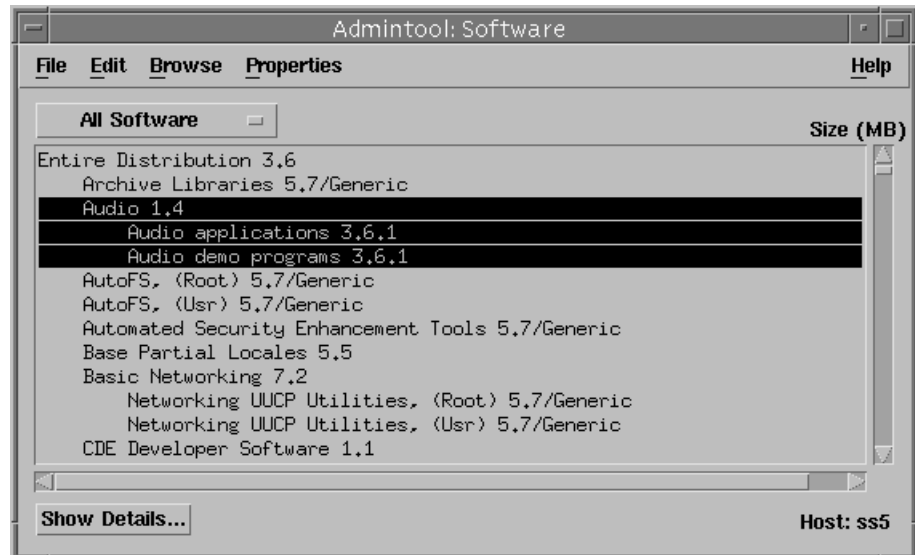 Admintool: Software
File Edit Browse Properties Help
All Software
Size (MB)
Entire Distribution 3.6
Archive Libraries 5.7/Generic
Audio 1.4
Audio applications 3.6.1
Audio demo programs 3.6.1
AutoFS, (Root) 5.7/Generic
AutoFS, (Usr) 5.7/Generic
Automated Security Enhancement Tools 5.7/Generic
Base Partial Locales 5.5
Basic Networking 7.2
Networking UUCP Utilities, (Root) 5.7/Generic
Networking UUCP Utilities, (Usr) 5.7/Generic
CDE Developer Software 1.1
Show Details... Host: ss5